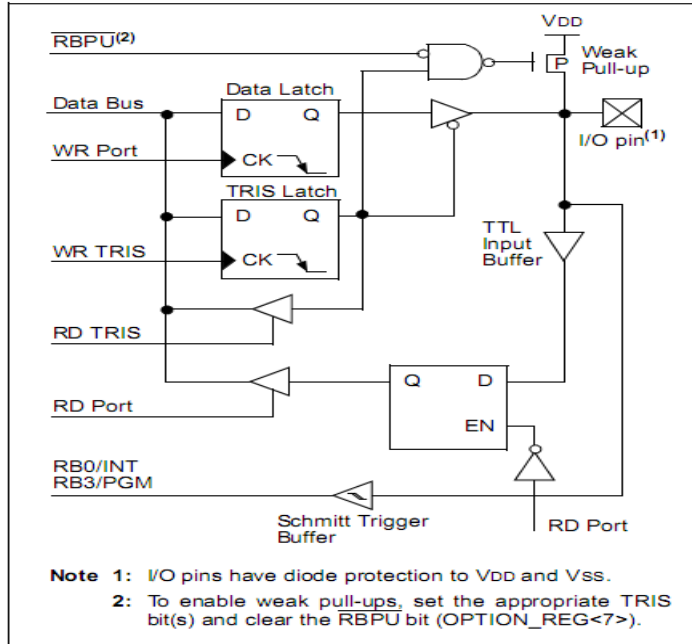 VDD
RBPU(2)
Weak
Pull-up
P
Data Latch
Data Bus
D Q
I/O pin(1)
WR Port
CK
TRIS Latch
D Q
TTL
Input
Buffer
WR TRIS
CK
RD TRIS
Q D
RD Port
EN
RB0/INT
RB3/PGM
Schmitt Trigger
Buffer
RD Port
Note 1: I/O pins have diode protection to VDD and VSS.
2: To enable weak pull-ups, set the appropriate TRIS
bit(s) and clear the RBPU bit (OPTION_REG<7>).